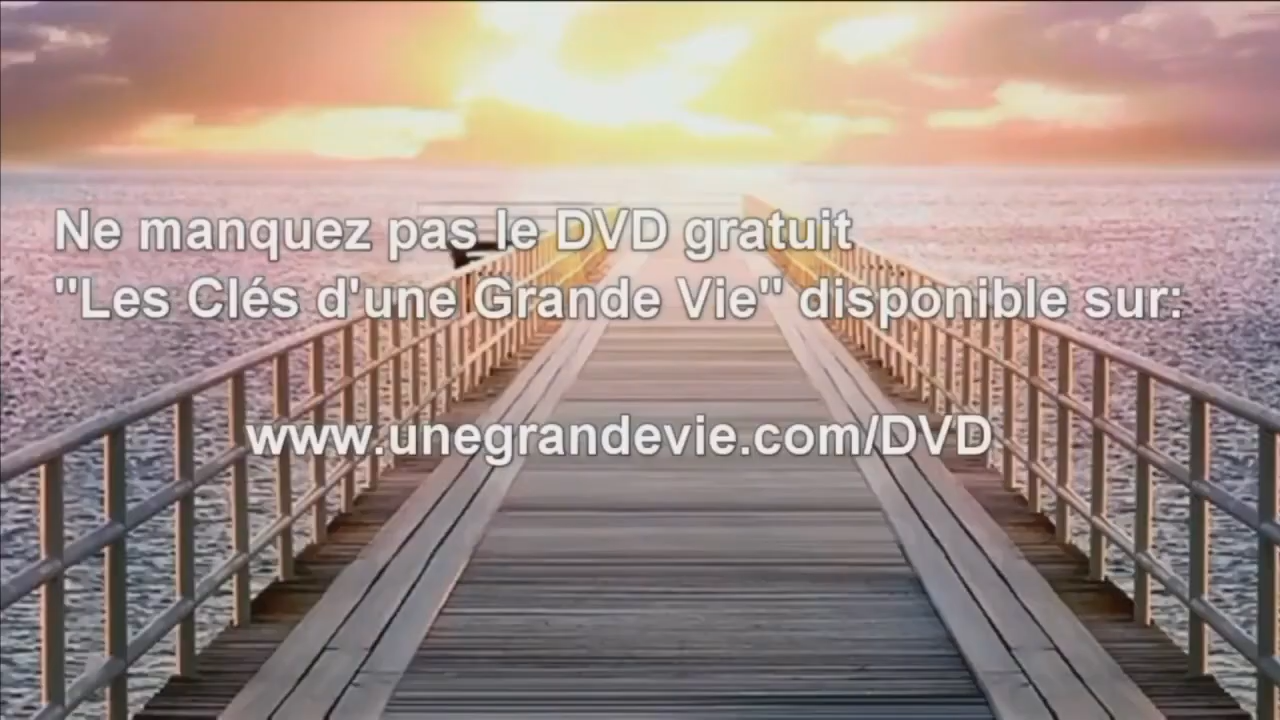 Ne manquez pas le DVD gratuit
"Les Clés d'une Grande Vie" disponible sur:
www.unegrandevie.com/DVD